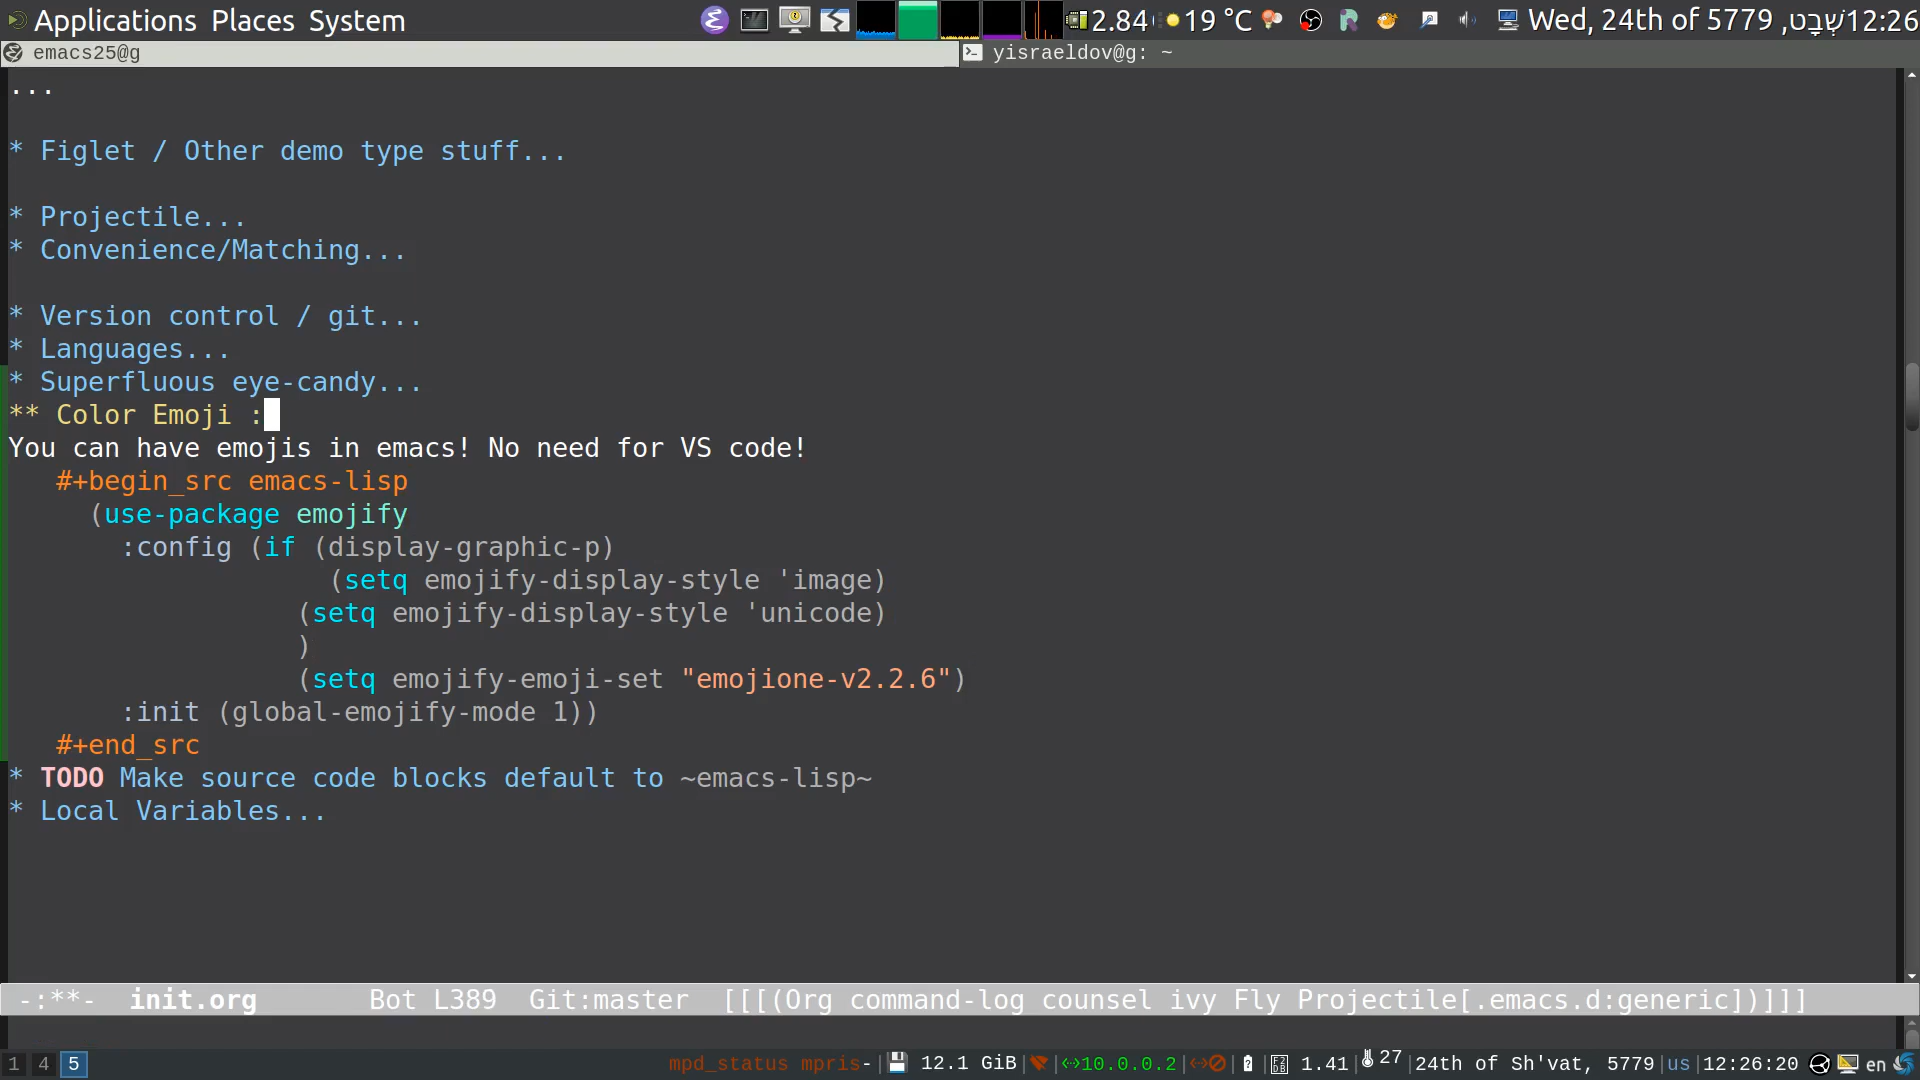 Applications Places System 2.84 19 °C Wed, 24th of שְׁבָט, 5779 12:26
emacs25@g yisraeldov@g: ~
...
* Figlet / Other demo type stuff...
* Projectile...
* Convenience/Matching...
* Version control / git...
* Languages...
* Superfluous eye-candy...
** Color Emoji :
You can have emojis in emacs! No need for VS code!
#+begin_src emacs-lisp
(use-package emojify
:config (if (display-graphic-p)
(setq emojify-display-style 'image)
(setq emojify-display-style 'unicode)
)
(setq emojify-emoji-set "emojione-v2.2.6")
:init (global-emojify-mode 1))
#+end_src
* TODO Make source code blocks default to ~emacs-lisp~
* Local Variables...
-:**- init.org Bot L389 Git:master [[[(Org command-log counsel ivy Fly Projectile[.emacs.d:generic])]]]
1 4 5 mpd_status mpris- | 12.1 GiB | 10.0.0.2 | | 1.41 | 27 | 24th of Sh'vat, 5779 | us | 12:26:20 en